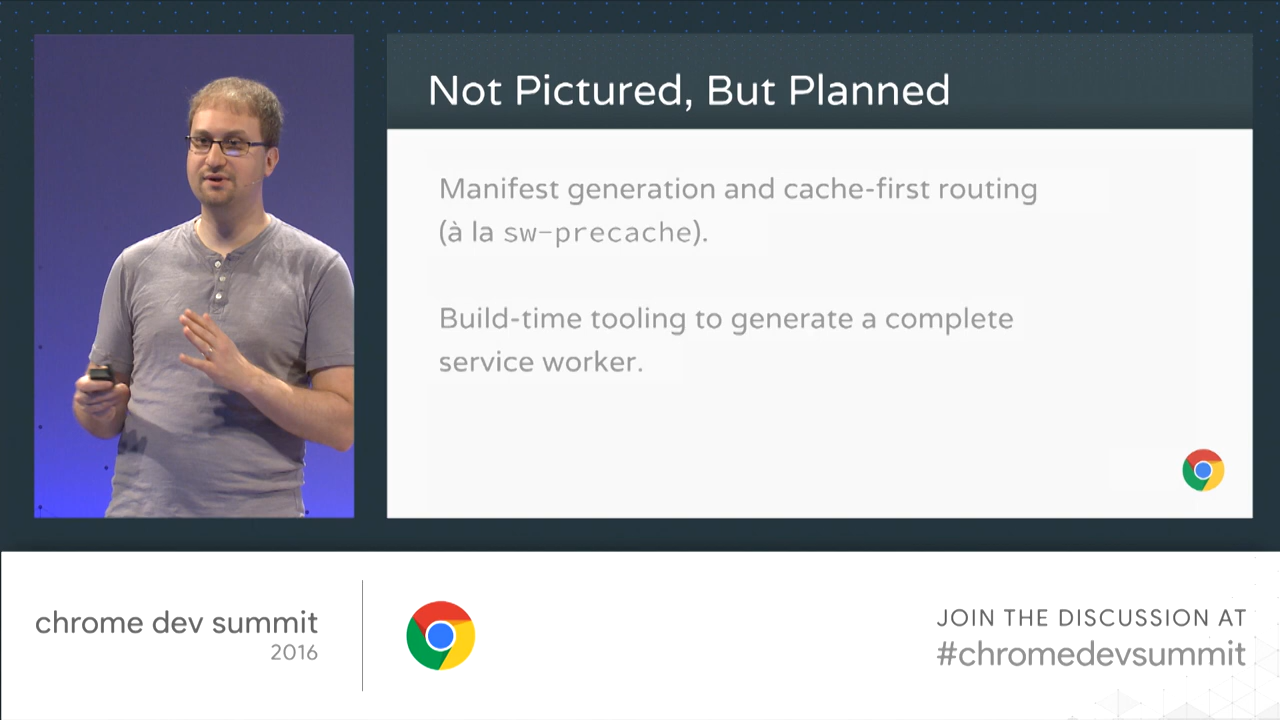 Not Pictured, But Planned
Manifest generation and cache-first routing
(à la sw-precache).
Build-time tooling to generate a complete
service worker.
chrome dev summit
2016
JOIN THE DISCUSSION AT
#chromedevsummit